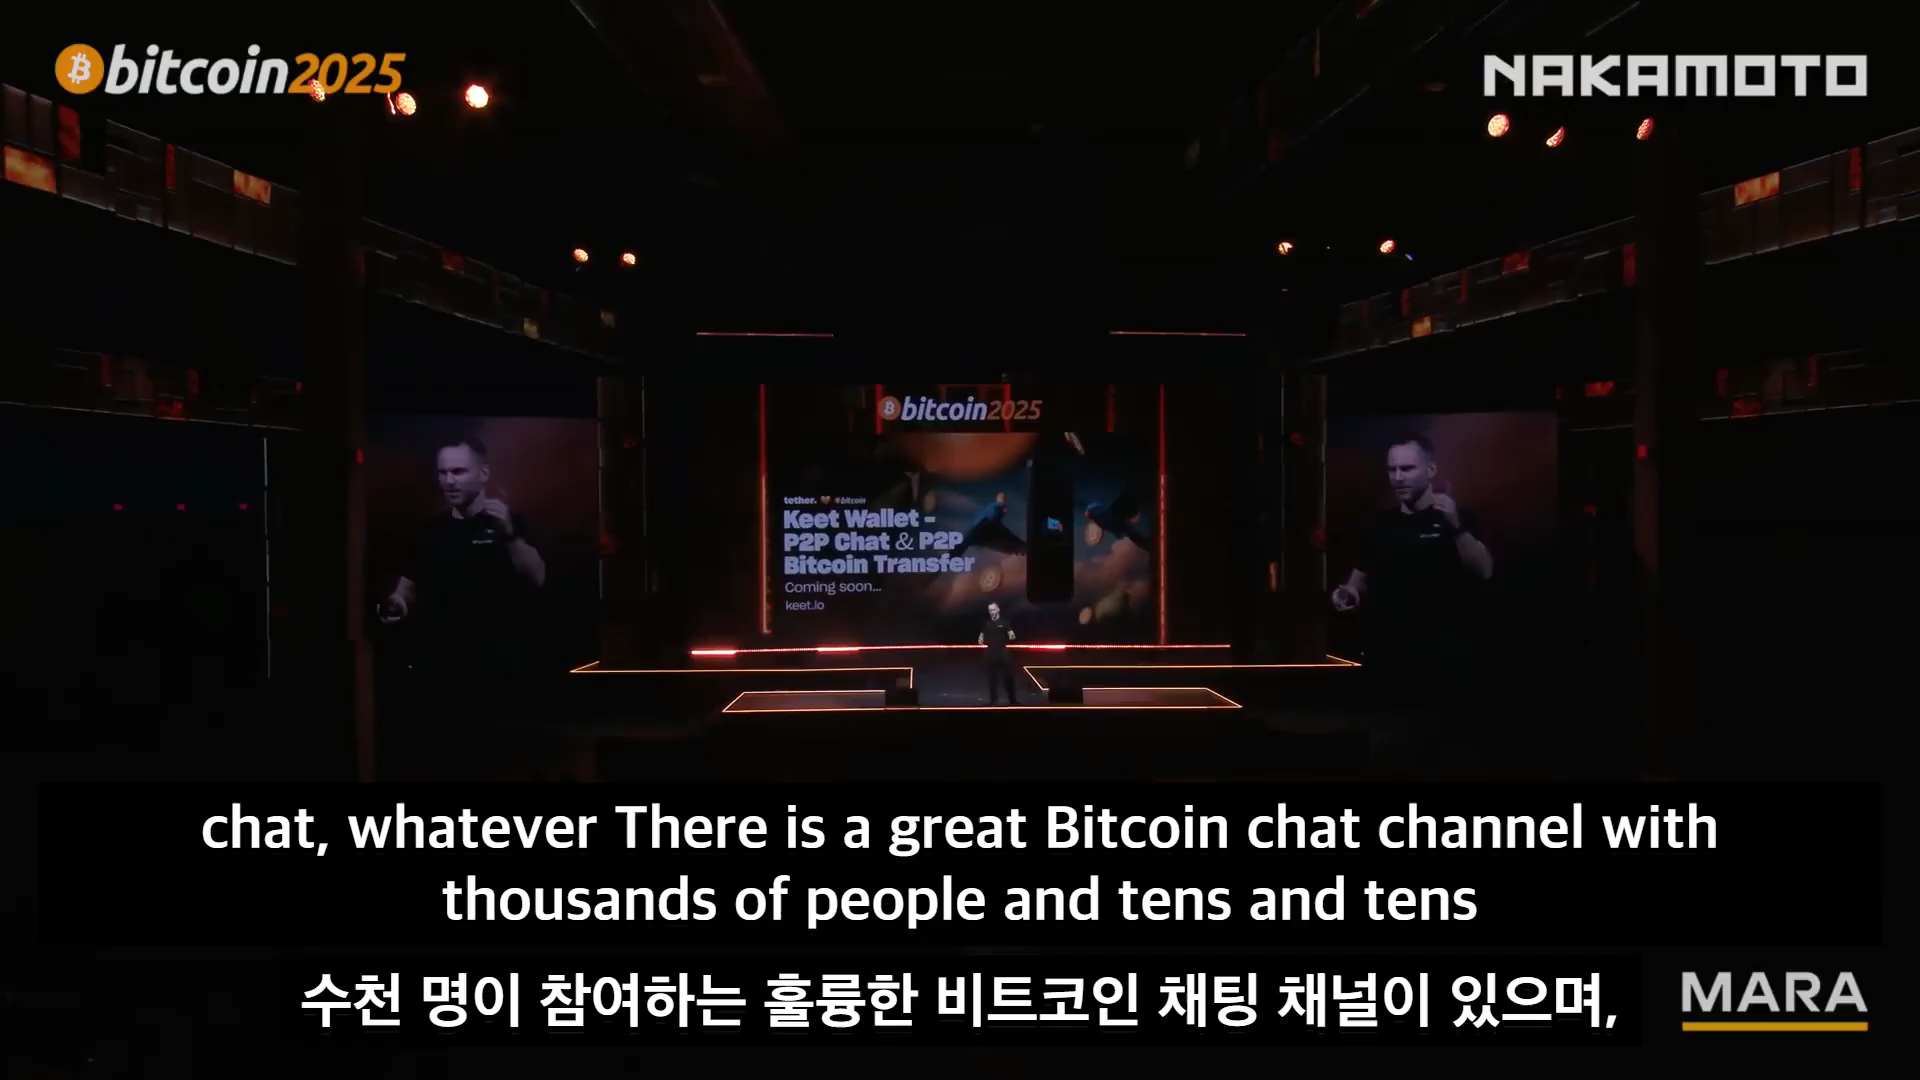 bitcoin2025
NAKAMOTO
bitcoin2025
tether. bitcoin
Keet Wallet -
P2P Chat & P2P
Bitcoin Transfer
Coming soon...
keet.io
chat, whatever There is a great Bitcoin chat channel with
thousands of people and tens and tens
수천 명이 참여하는 훌륭한 비트코인 채팅 채널이 있으며,
MARA